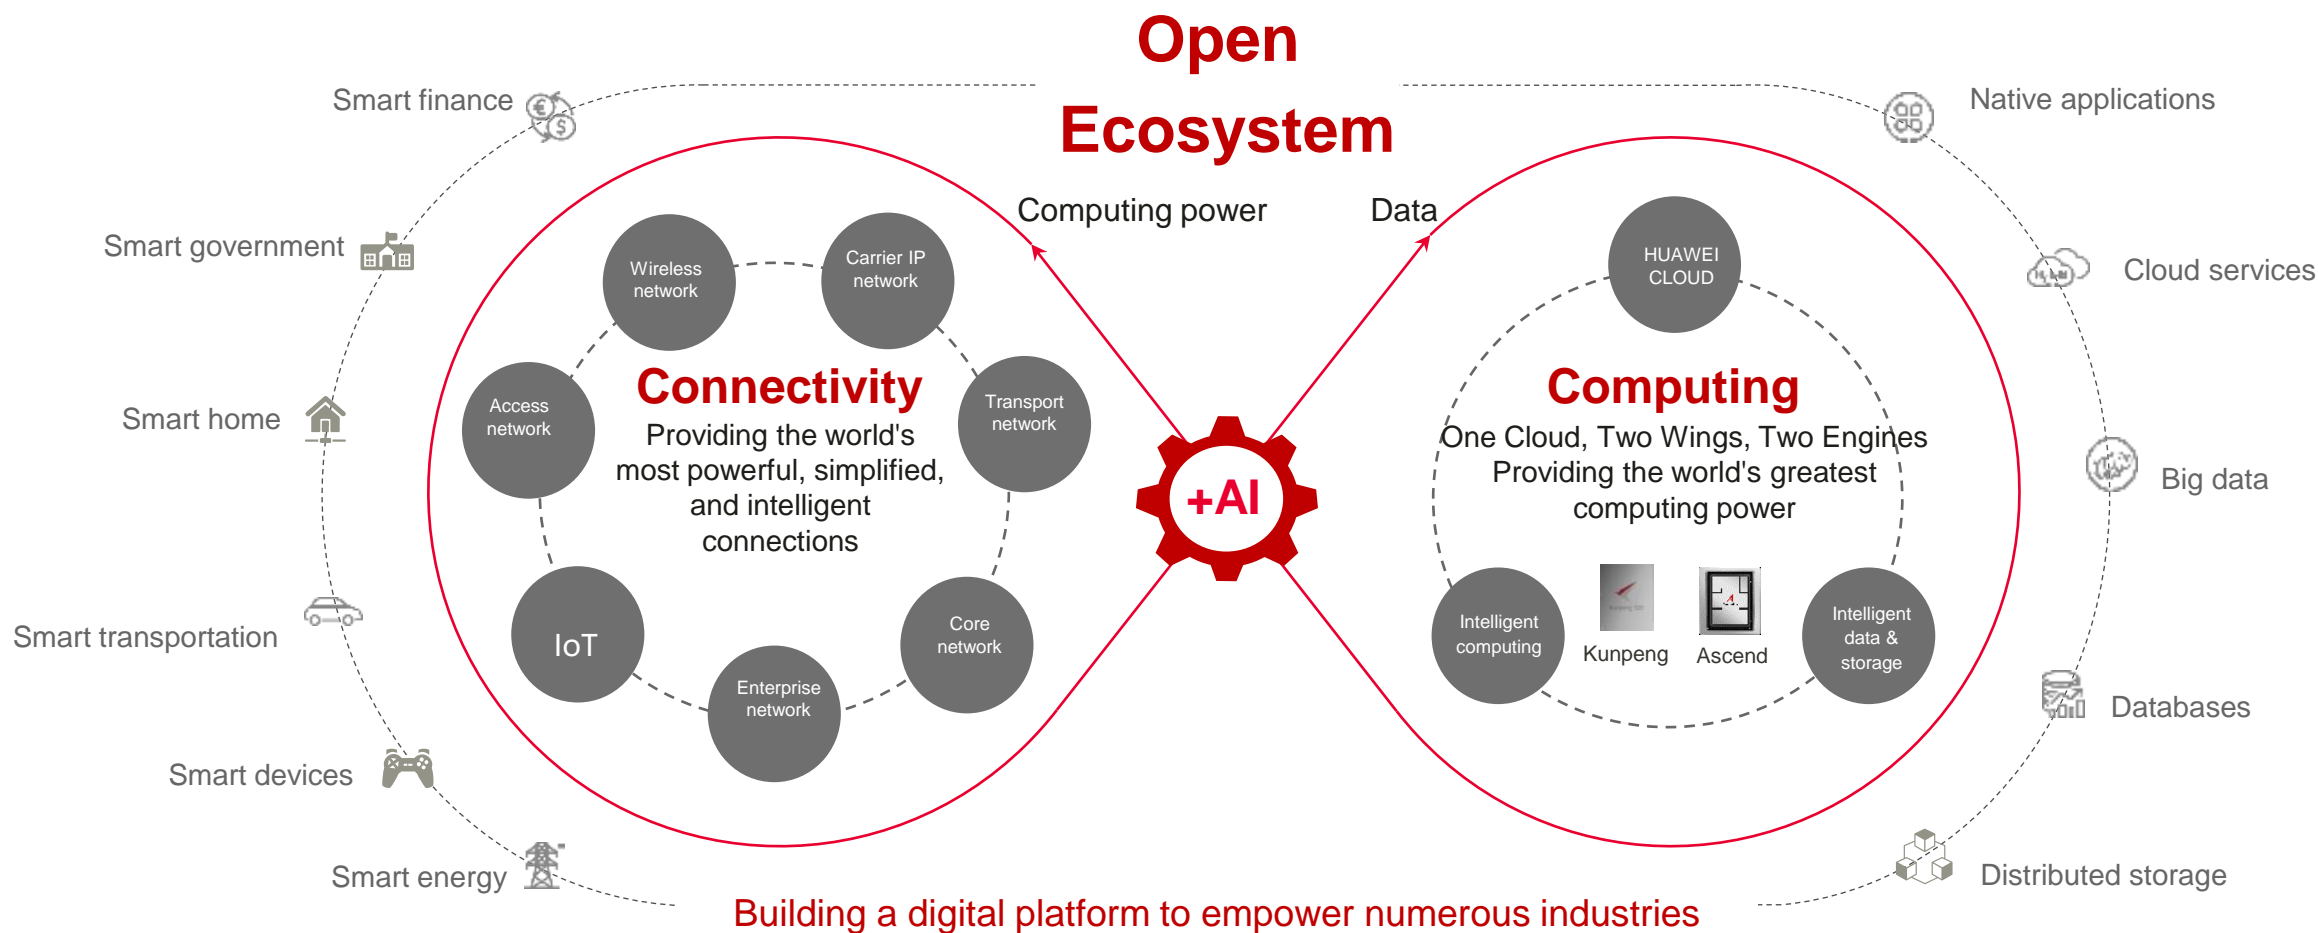 Open
Ecosystem
Smart finance
Smart government
Smart home
Smart transportation
Smart devices
Smart energy
Computing power
Data
Wireless
network
Carrier IP
network
Access
network
Transport
network
Connectivity
Providing the world's
most powerful, simplified,
and intelligent
connections
IoT
Enterprise
network
Core
network
+AI
HUAWEI
CLOUD
Computing
One Cloud, Two Wings, Two Engines
Providing the world's greatest
computing power
Intelligent
computing
Kunpeng
Ascend
Intelligent
data &
storage
Native applications
Cloud services
Big data
Databases
Distributed storage
Building a digital platform to empower numerous industries